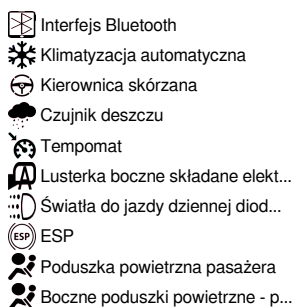 Interfejs Bluetooth
Klimatyzacja automatyczna
Kierownica skórzana
Czujnik deszczu
Tempomat
Lusterka boczne składane elekt...
Światła do jazdy dziennej diod...
ESP
Poduszka powietrzna pasażera
Boczne poduszki powietrzne - p...